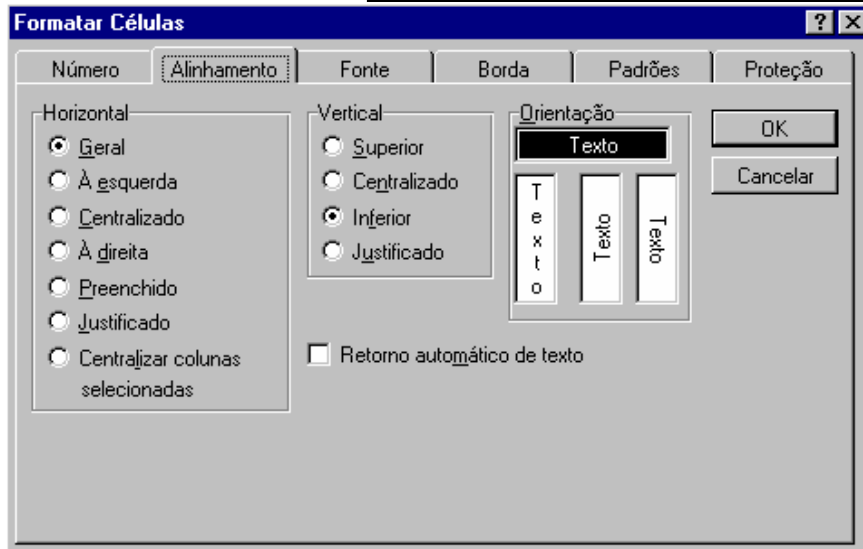 Formatar Células
? X
Número Alinhamento Fonte Borda Padrões Proteção
Horizontal
Geral
À esquerda
Centralizado
À direita
Preenchido
Justificado
Centralizar colunas
selecionadas
Vertical
Superior
Centralizado
Inferior
Justificado
Orientação
Texto
Texto
Texto
Texto
Retorno automático de texto
OK
Cancelar